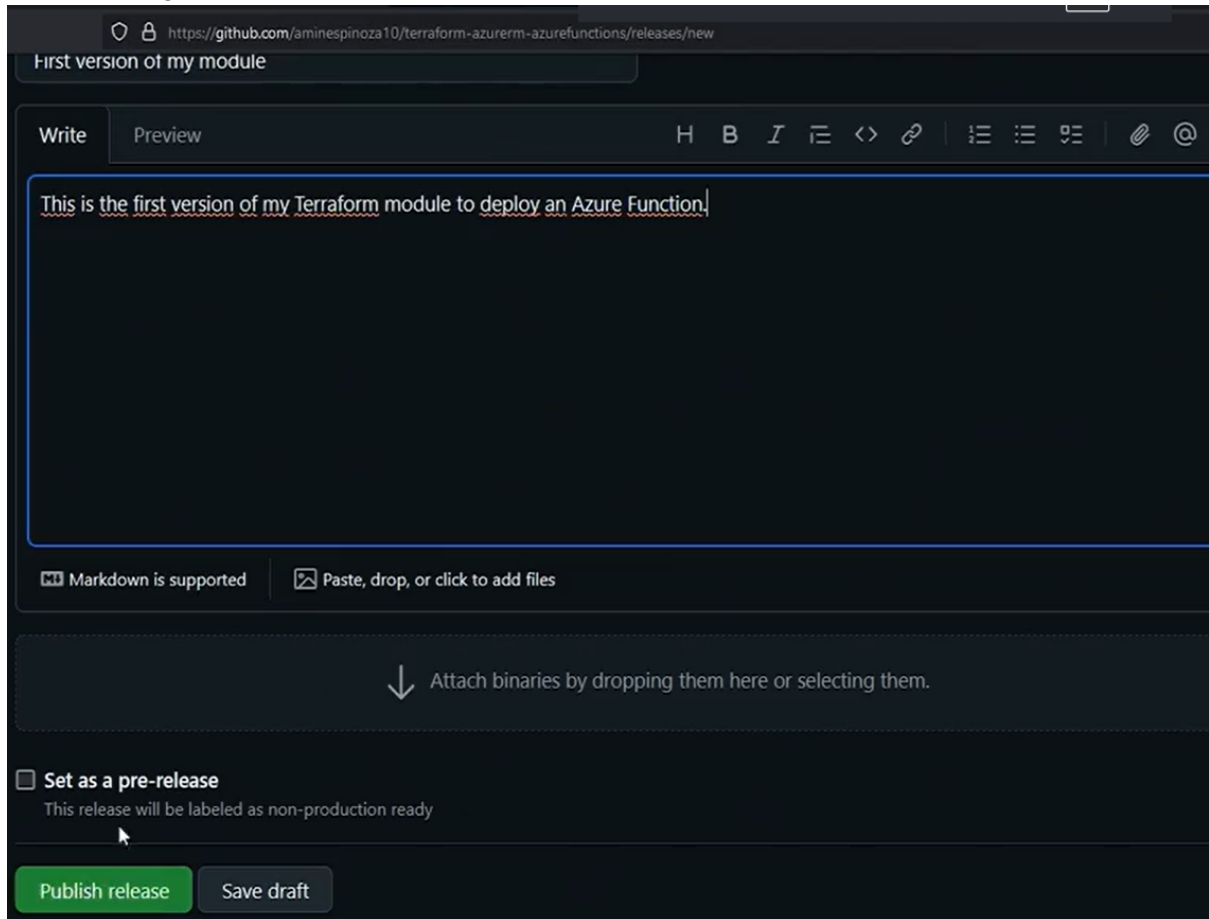 https://github.com/aminespinoza10/terraform-azurerm-azurefunctions/releases/new
First version of my module
Write Preview
This is the first version of my Terraform module to deploy an Azure Function.
Markdown is supported Paste, drop, or click to add files
Attach binaries by dropping them here or selecting them.
Set as a pre-release
This release will be labeled as non-production ready
Publish release Save draft